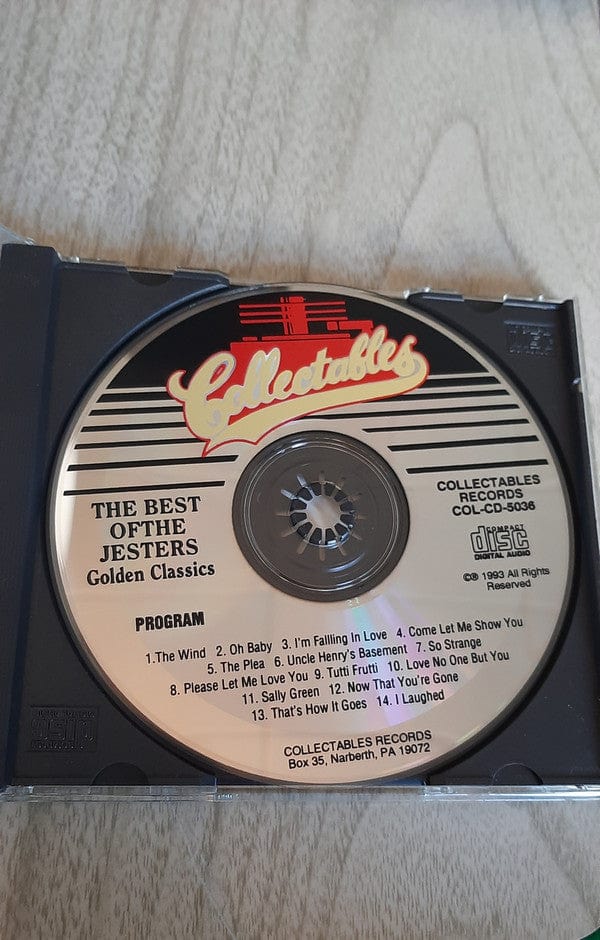 Collectables
THE BEST
OFTHE
JESTERS
Golden Classics
COLLECTABLES
RECORDS
COL-CD-5036
COMPACT
disc
DIGITAL AUDIO
©® 1993 All Rights
Reserved
PROGRAM
1.The Wind 2. Oh Baby 3. I'm Fallling In Love 4. Come Let Me Show You
5. The Plea 6. Uncle Henry's Basement 7. So Strange
8. Please Let Me Love You 9. Tutti Frutti 10. Love No One But You
11. Sally Green 12. Now That You're Gone
13. That's How It Goes 14. I Laughed
COLLECTABLES RECORDS
Box 35, Narberth, PA 19072